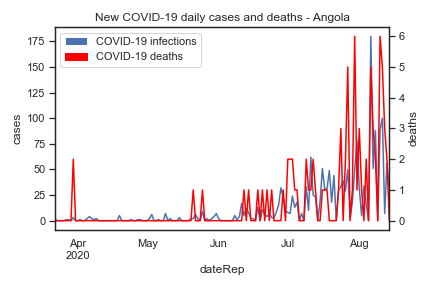 New COVID-19 daily cases and deaths - Angola
COVID-19 infections
COVID-19 deaths
175
150
125
100
75
50
25
0
cases
6
5
4
3
2
1
0
deaths
Apr
2020
May
Jun
Jul
Aug
dateRep